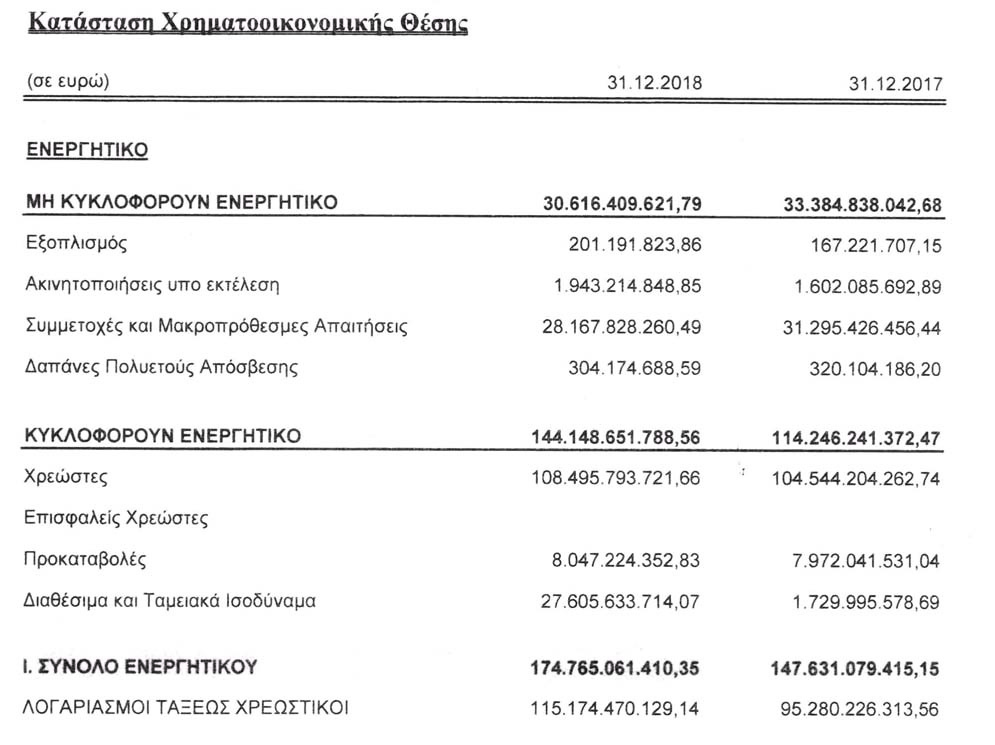 Κατάσταση Χρηματοοικονομικής Θέσης
(σε ευρώ) 31.12.2018 31.12.2017
ΕΝΕΡΓΗΤΙΚΟ
ΜΗ ΚΥΚΛΟΦΟΡΟΥΝ ΕΝΕΡΓΗΤΙΚΟ 30.616.409.621,79 33.384.838.042,68
Εξοπλισμός 201.191.823,86 167.221.707,15
Ακινητοποιήσεις υπο εκτέλεση 1.943.214.848,85 1.602.085.692,89
Συμμετοχές και Μακροπρόθεσμες Απαιτήσεις 28.167.828.260,49 31.295.426.456,44
Δαπάνες Πολυετούς Απόσβεσης 304.174.688,59 320.104.186,20
ΚΥΚΛΟΦΟΡΟΥΝ ΕΝΕΡΓΗΤΙΚΟ 144.148.651.788,56 114.246.241.372,47
Χρεώστες 108.495.793.721,66 104.544.204.262,74
Επισφαλείς Χρεώστες
Προκαταβολές 8.047.224.352,83 7.972.041.531,04
Διαθέσιμα και Ταμειακά Ισοδύναμα 27.605.633.714,07 1.729.995.578,69
Ι. ΣΥΝΟΛΟ ΕΝΕΡΓΗΤΙΚΟΥ 174.765.061.410,35 147.631.079.415,15
ΛΟΓΑΡΙΑΣΜΟΙ ΤΑΞΕΩΣ ΧΡΕΩΣΤΙΚΟΙ 115.174.470.129,14 95.280.226.313,56